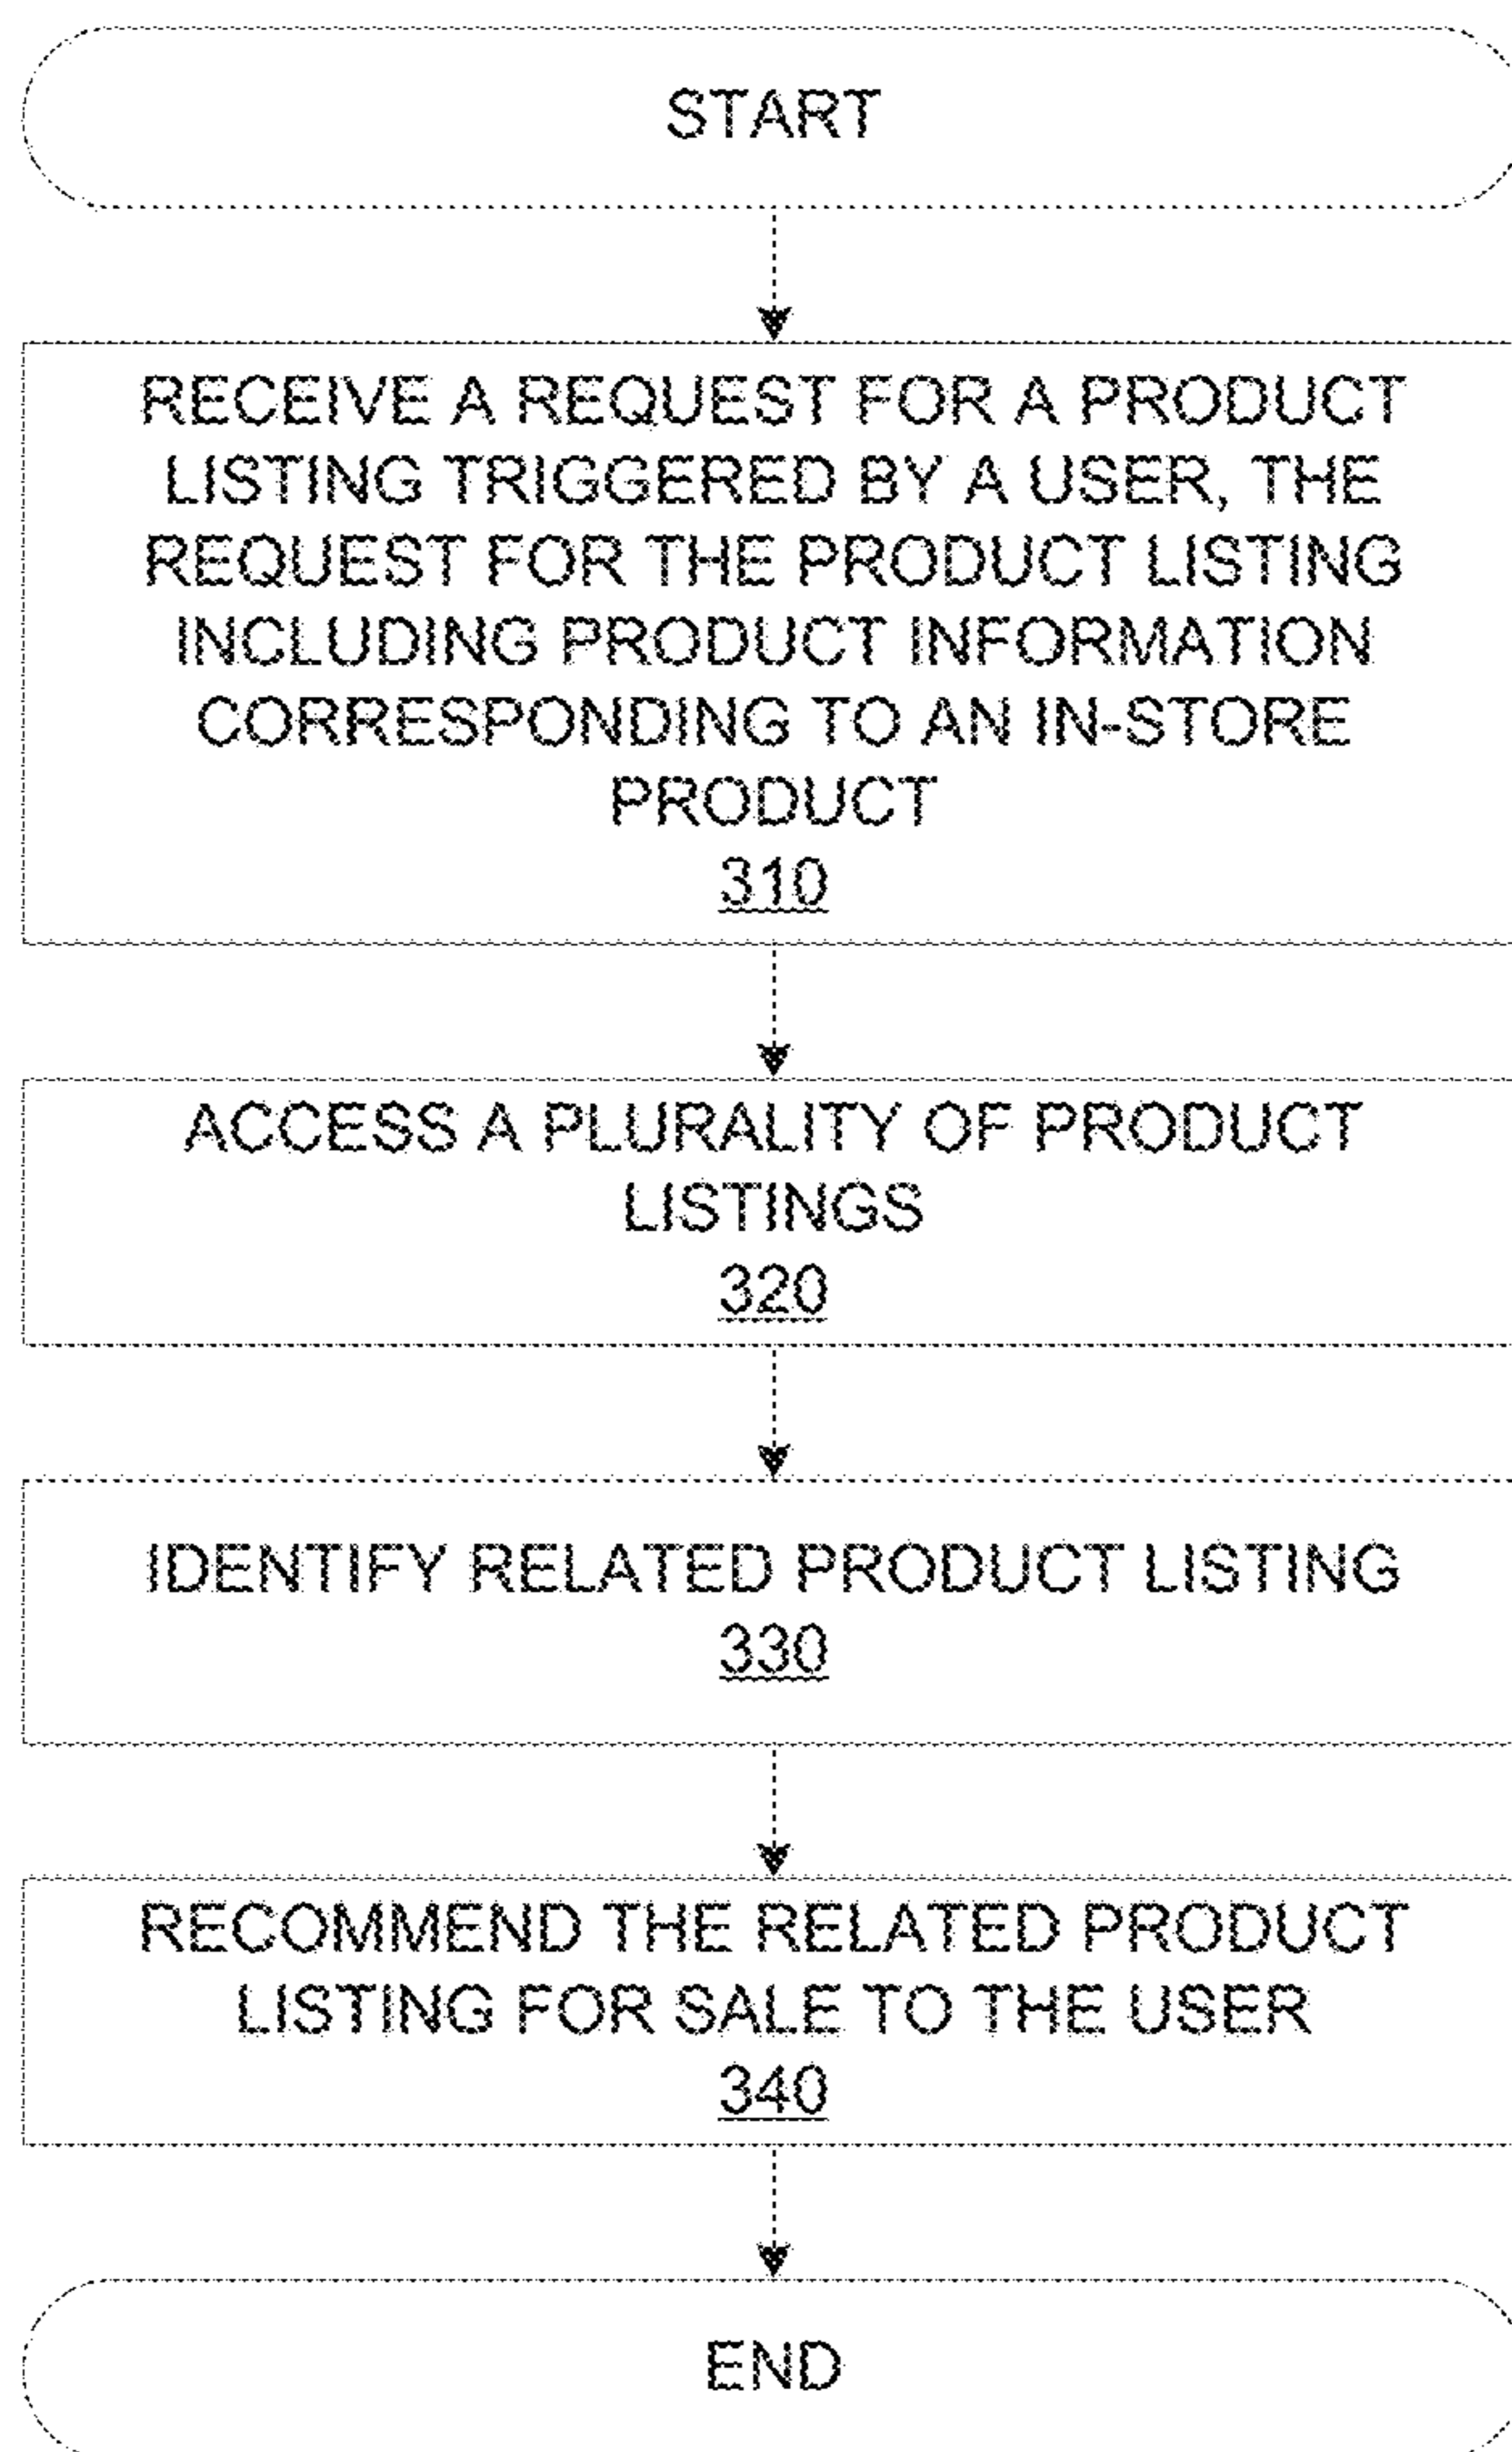 START
RECEIVE A REQUEST FOR A PRODUCT
LISTING TRIGGERED BY A USER, THE
REQUEST FOR THE PRODUCT LISTING
INCLUDING PRODUCT INFORMATION
CORRESPONDING TO AN IN-STORE
PRODUCT
310
ACCESS A PLURALITY OF PRODUCT
LISTINGS
320
IDENTIFY RELATED PRODUCT LISTING
330
RECOMMEND THE RELATED PRODUCT
LISTING FOR SALE TO THE USER
340
END